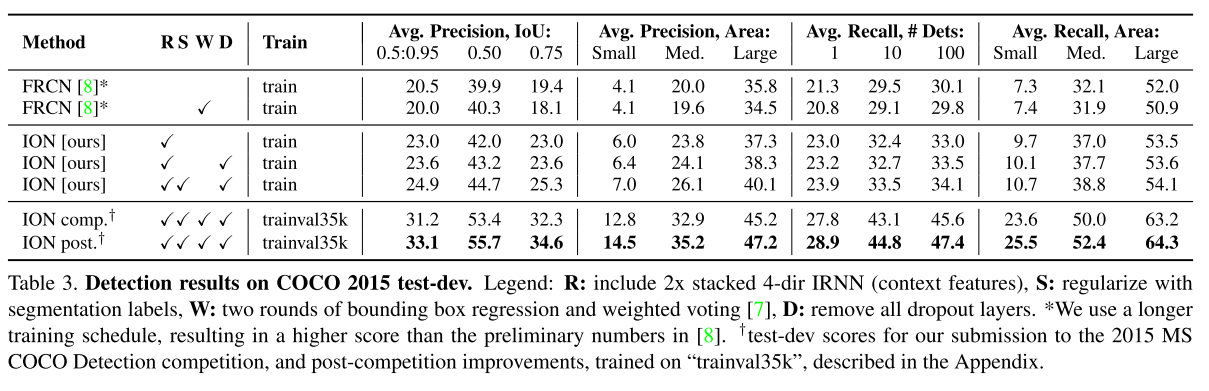 Method R S W D Train Avg. Precision, IoU: Avg. Precision, Area: Avg. Recall, # Dets: Avg. Recall, Area:
0.5:0.95 0.50 0.75 Small Med. Large 1 10 100 Small Med. Large
FRCN [8]* train 20.5 39.9 19.4 4.1 20.0 35.8 21.3 29.5 30.1 7.3 32.1 52.0
FRCN [8]* ✓ train 20.0 40.3 18.1 4.1 19.6 34.5 20.8 29.1 29.8 7.4 31.9 50.9
ION [ours] ✓ train 23.0 42.0 23.0 6.0 23.8 37.3 23.0 32.4 33.0 9.7 37.0 53.5
ION [ours] ✓ ✓ train 23.6 43.2 23.6 6.4 24.1 38.3 23.2 32.7 33.5 10.1 37.7 53.6
ION [ours] ✓ ✓ ✓ train 24.9 44.7 25.3 7.0 26.1 40.1 23.9 33.5 34.1 10.7 38.8 54.1
ION comp.† ✓ ✓ ✓ ✓ trainval35k 31.2 53.4 32.3 12.8 32.9 45.2 27.8 43.1 45.6 23.6 50.0 63.2
ION post.† ✓ ✓ ✓ ✓ trainval35k 33.1 55.7 34.6 14.5 35.2 47.2 28.9 44.8 47.4 25.5 52.4 64.3
Table 3. Detection results on COCO 2015 test-dev. Legend: R: include 2x stacked 4-dir IRNN (context features), S: regularize with
segmentation labels, W: two rounds of bounding box regression and weighted voting [7], D: remove all dropout layers. *We use a longer
training schedule, resulting in a higher score than the preliminary numbers in [8]. †test-dev scores for our submission to the 2015 MS
COCO Detection competition, and post-competition improvements, trained on “trainval35k”, described in the Appendix.